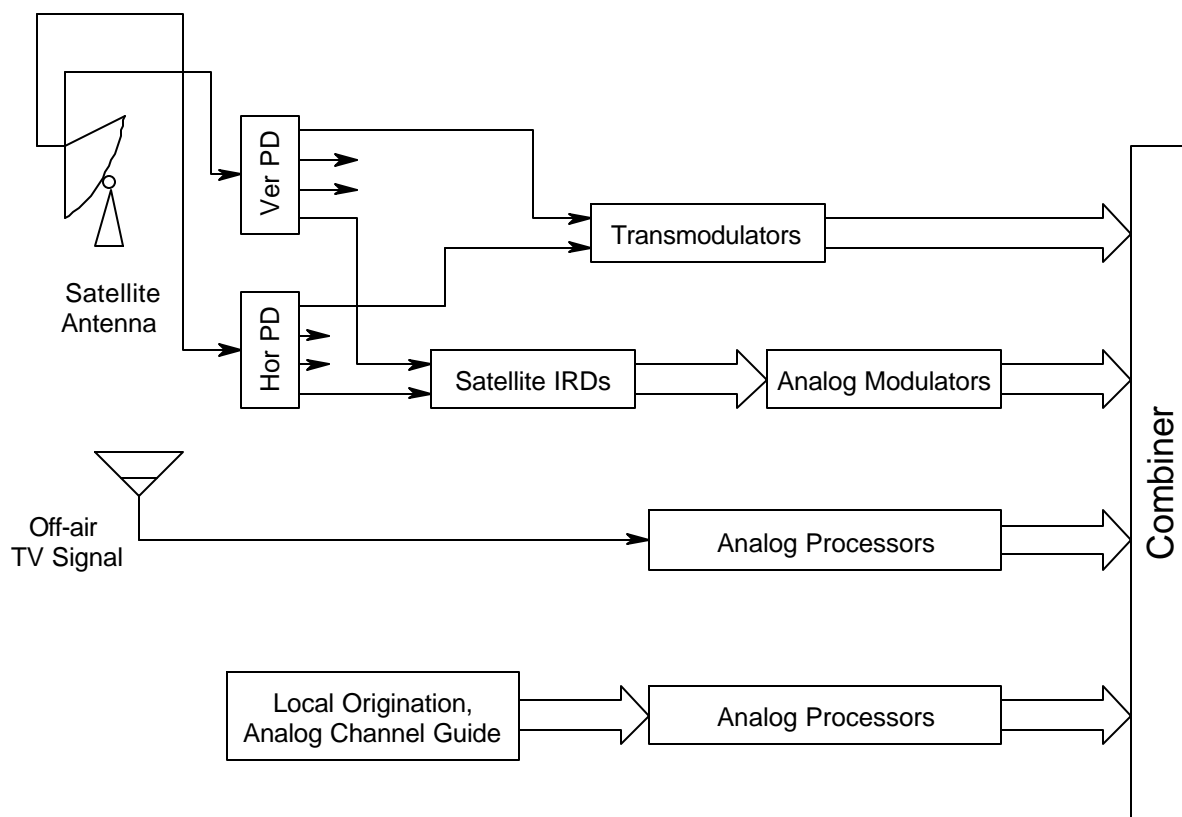 Ver PD
Transmodulators
Satellite
Antenna
Hor PD
Satellite IRDs
Analog Modulators
Combiner
Off-air
TV Signal
Analog Processors
Local Origination,
Analog Channel Guide
Analog Processors